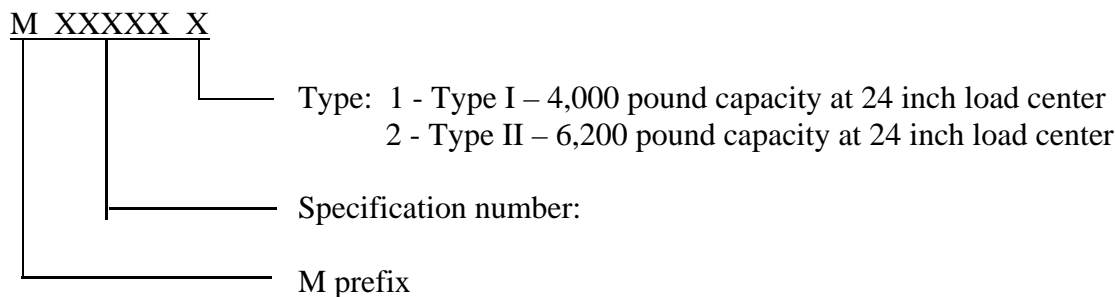 M XXXXX X
Type: 1 - Type I – 4,000 pound capacity at 24 inch load center
2 - Type II – 6,200 pound capacity at 24 inch load center
Specification number:
M prefix